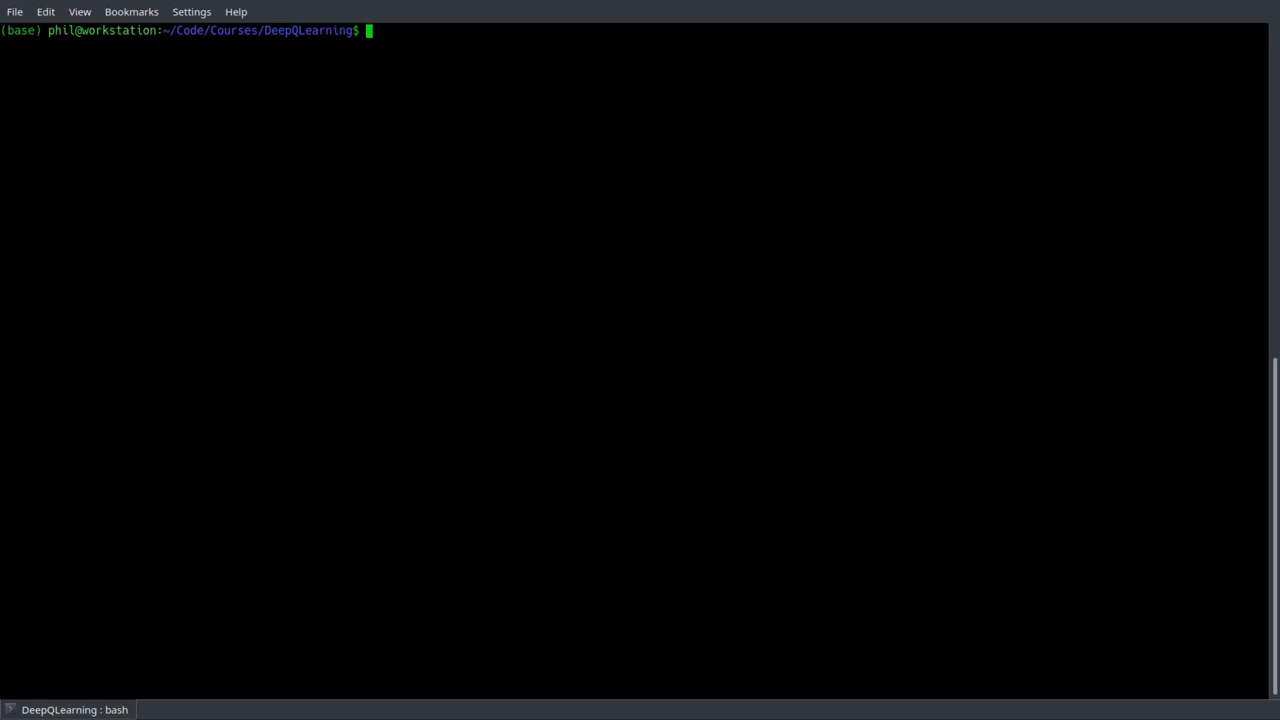 File Edit View Bookmarks Settings Help
(base) phil@workstation:~/Code/Courses/DeepQLearning$
DeepQLearning : bash